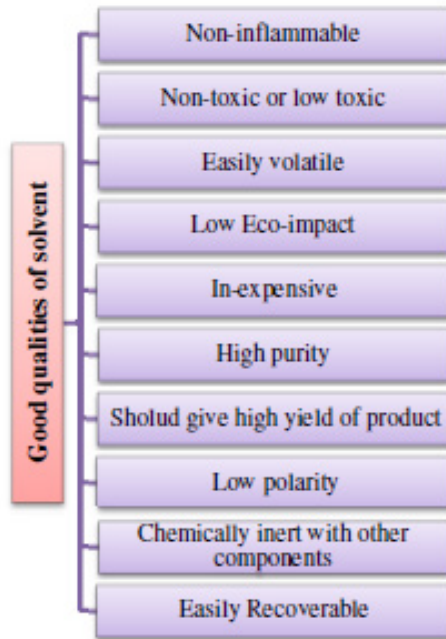 Good qualities of solvent
Non-inflammable
Non-toxic or low toxic
Easily volatile
Low Eco-impact
In-expensive
High purity
Sholud give high yield of product
Low polarity
Chemically inert with other
components
Easily Recoverable